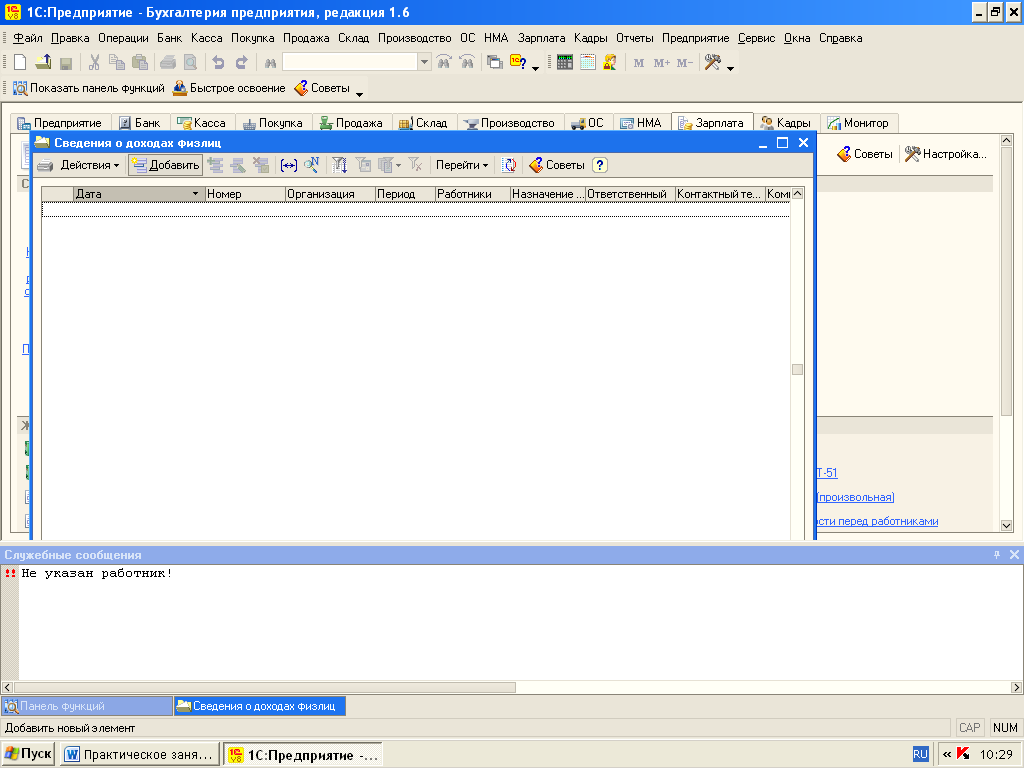 1С:Предприятие - Бухгалтерия предприятия, редакция 1.6
Файл Правка Операции Банк Касса Покупка Продажа Склад Производство ОС НМА Зарплата Кадры Отчеты Предприятие Сервис Окна Справка
M M+ M-
Показать панель функций Быстрое освоение Советы
Предприятие Банк Касса Покупка Продажа Склад Производство ОС НМА Зарплата Кадры Монитор
Сведения о доходах физлиц
Советы Настройка...
Действия Добавить Перейти Советы ?
Дата Номер Организация Период Работники Назначение ... Ответственный Контактный те... Ком
Т-51
(произвольная)
сти перед работниками
Служебные сообщения
!! Не указан работник!
Панель функций Сведения о доходах физлиц
Добавить новый элемент CAP NUM
Пуск Практическое заня... 1С:Предприятие -... RU « 10:29